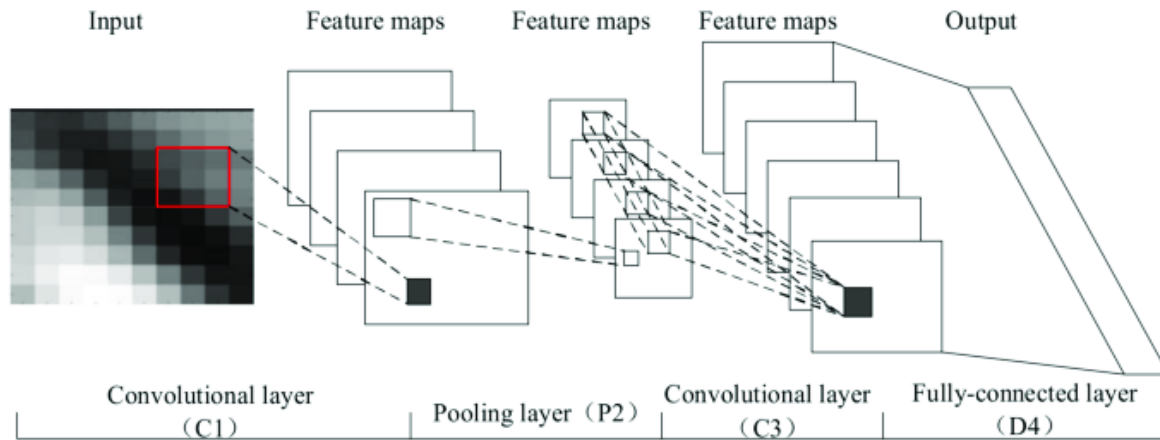 Input
Feature maps
Feature maps
Feature maps
Output
Convolutional layer
（C1）
Pooling layer（P2）
Convolutional layer
（C3）
Fully-connected layer
（D4）